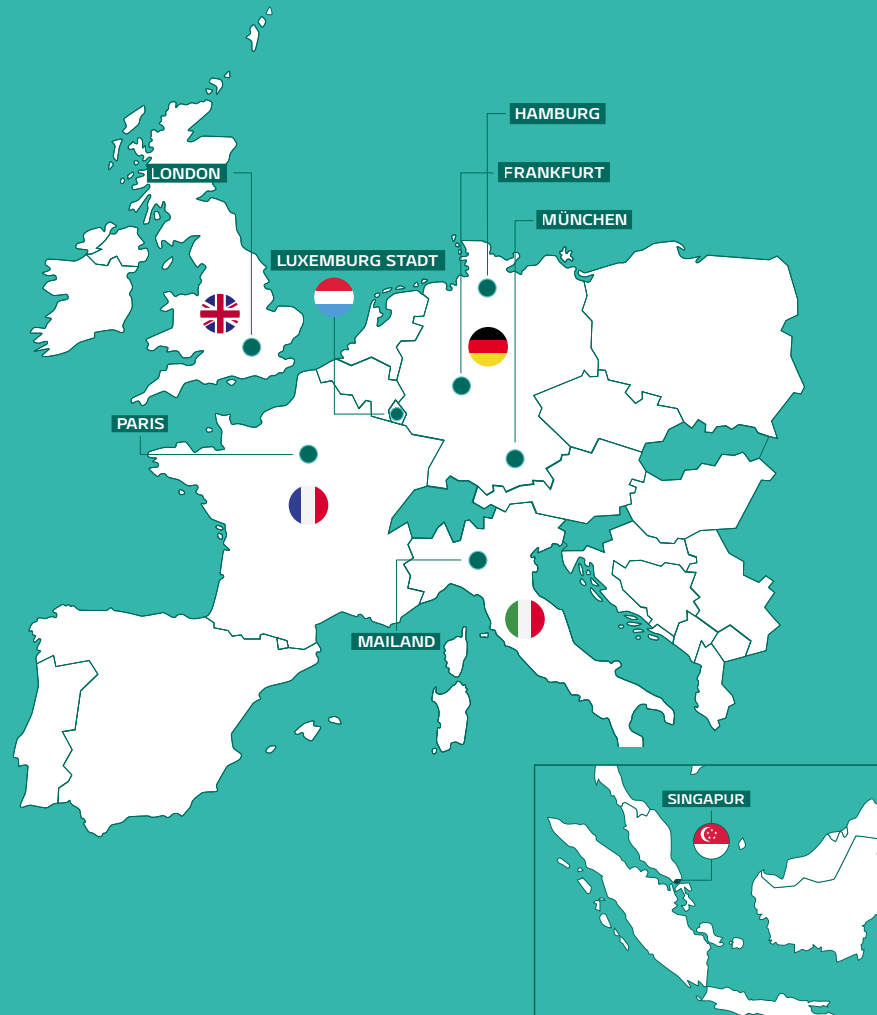 HAMBURG
LONDON
FRANKFURT
MÜNCHEN
LUXEMBURG STADT
PARIS
MAILAND
SINGAPUR